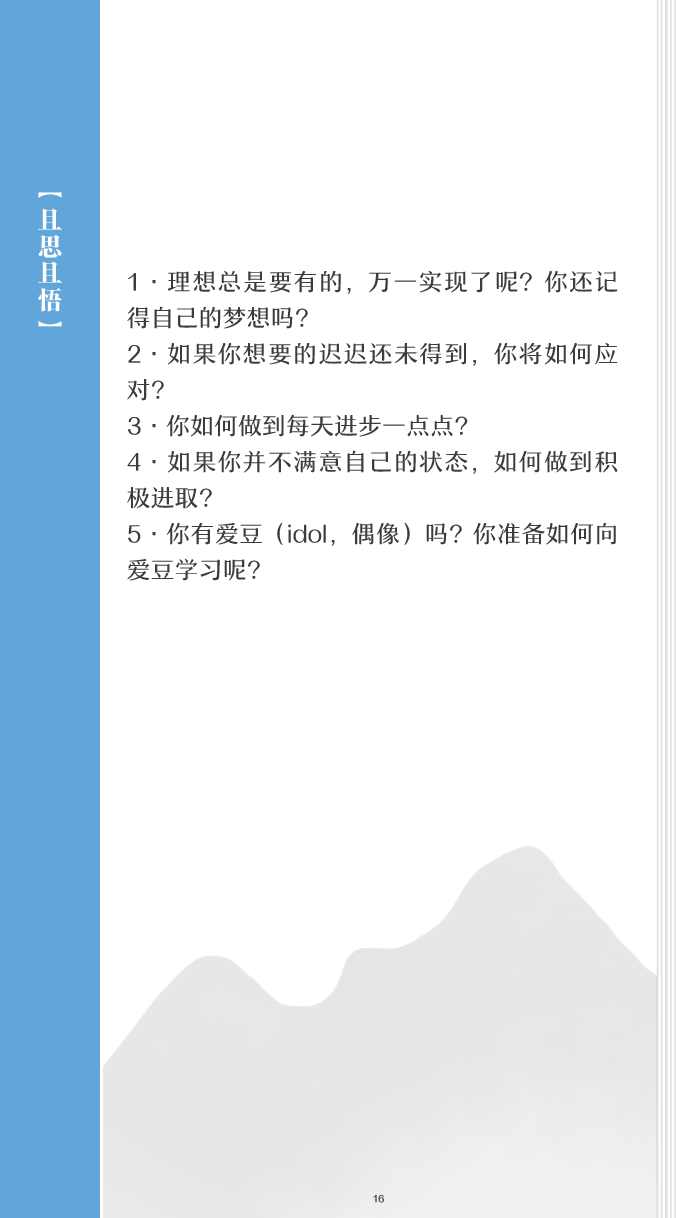 【且思且悟】
1·理想总是要有的，万一实现了呢？你还记
得自己的梦想吗？
2·如果你想要的迟迟还未得到，你将如何应
对？
3·你如何做到每天进步一点点？
4·如果你并不满意自己的状态，如何做到积
极进取？
5·你有爱豆（idol，偶像）吗？你准备如何向
爱豆学习呢？
16